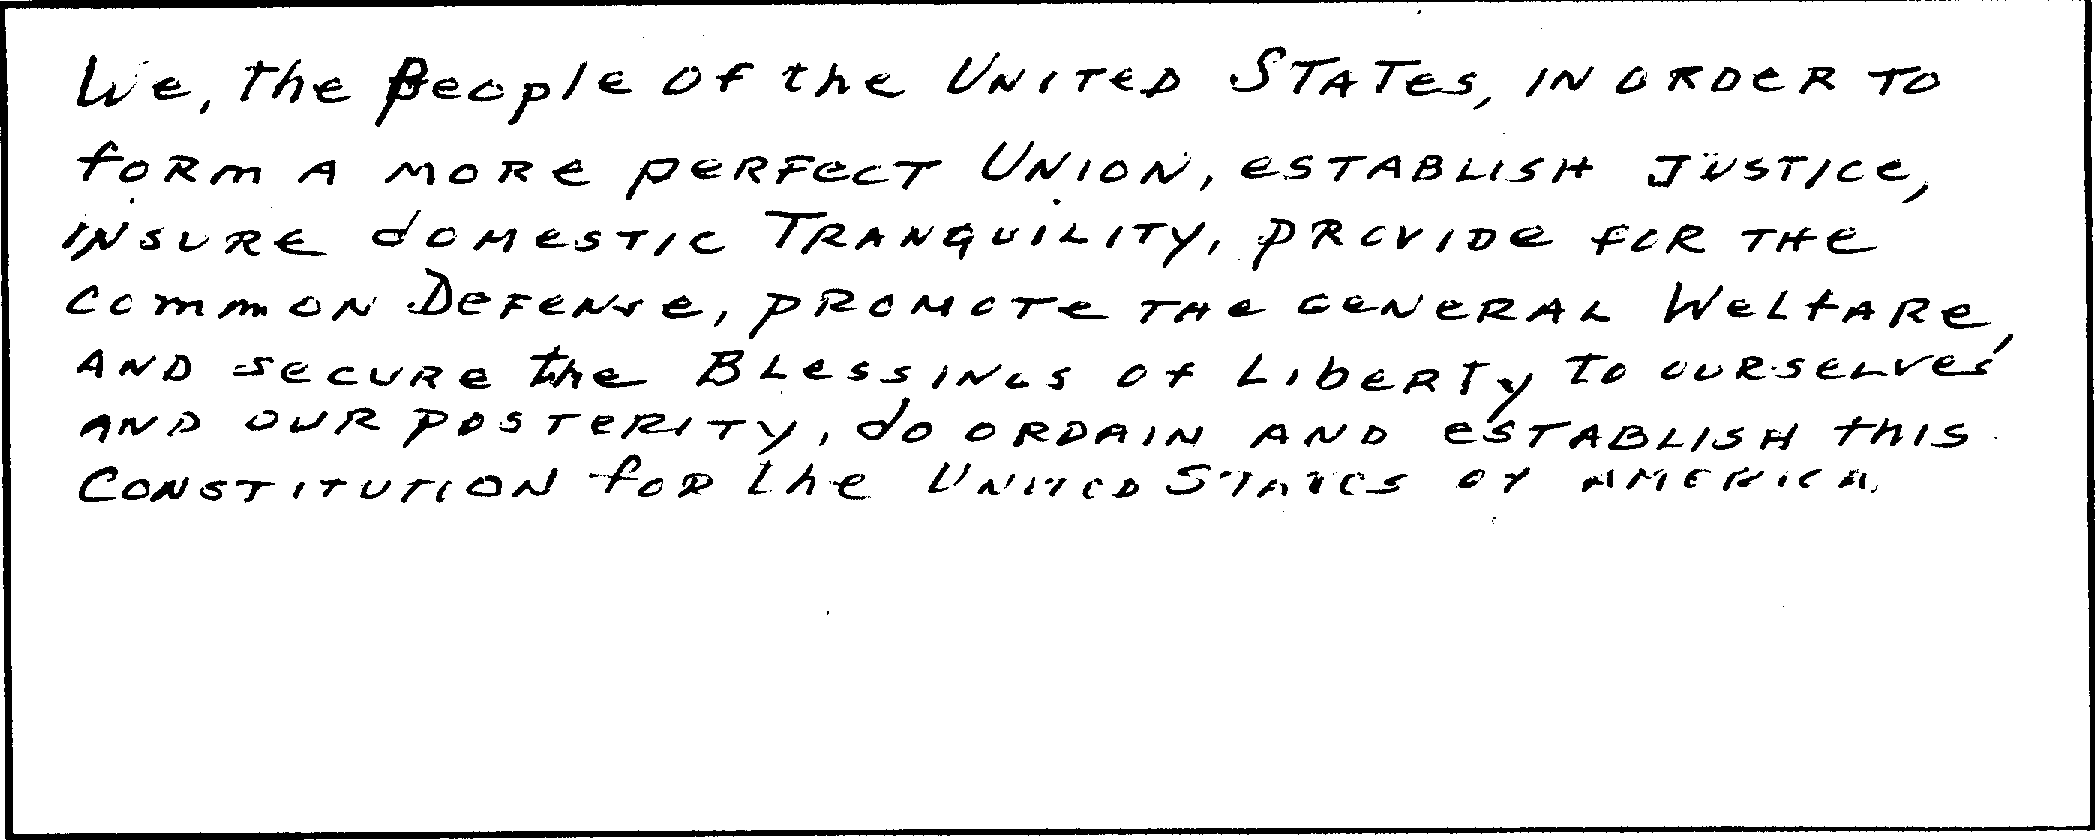 We, the People of the UNITED STATES, IN ORDER TO
form A MORE PERFECT UNION, ESTABLISH JUSTICE,
INSURE dOMESTIC TRANQUILITY, PROVIDE FOR THE
COMMON DEFENSE, PROMOTE THE GENERAL WELFARE,
AND SECURE the BLESSINGS OF LIBERTY TO OURSELVES
AND OUR POSTERITY, do ORDAIN AND ESTABLISH THIS
CONSTITUTION FOR the UNITED STATES OF AMERICA.